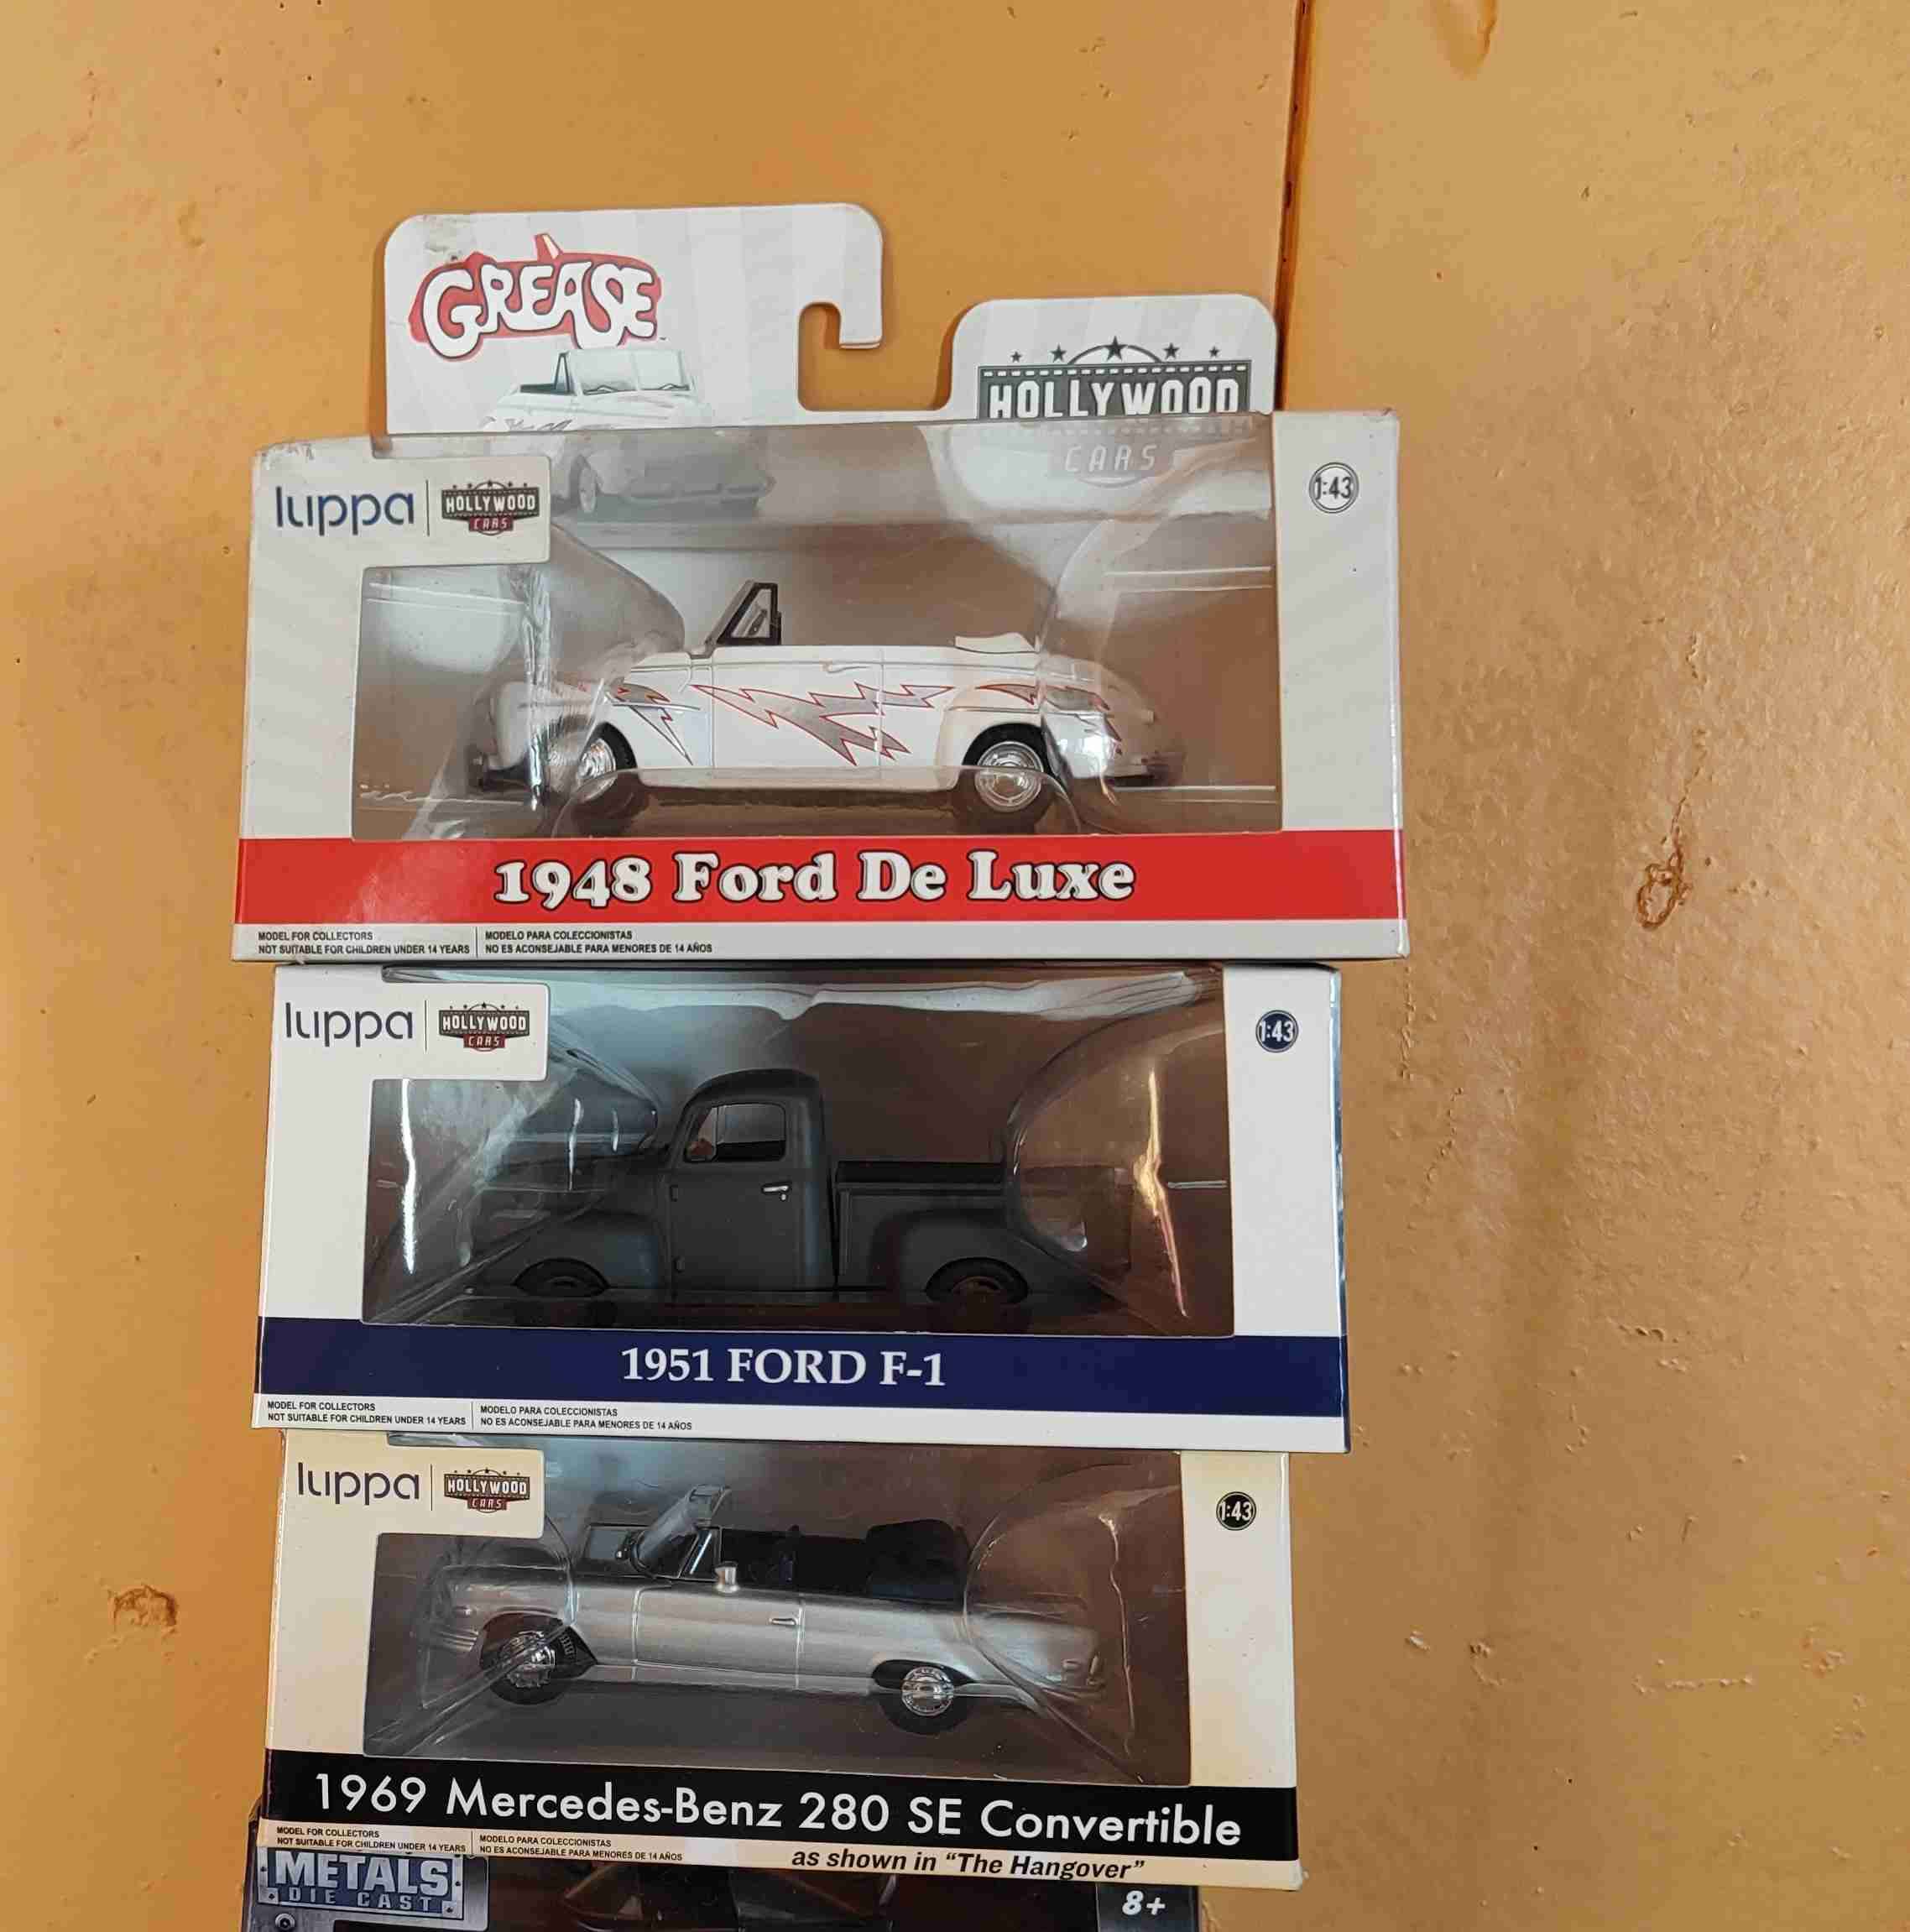 GREASE
HOLLYWOOD
CARS
luppa HOLLYWOOD
CARS
1:43
1948 Ford De Luxe
MODEL FOR COLLECTORS
NOT SUITABLE FOR CHILDREN UNDER 14 YEARS
MODELO PARA COLECCIONISTAS
NO ES ACONSEJABLE PARA MENORES DE 14 AÑOS
luppa HOLLYWOOD
CARS
1:43
1951 FORD F-1
MODEL FOR COLLECTORS
NOT SUITABLE FOR CHILDREN UNDER 14 YEARS
MODELO PARA COLECCIONISTAS
NO ES ACONSEJABLE PARA MENORES DE 14 AÑOS
luppa HOLLYWOOD
CARS
1:43
1969 Mercedes-Benz 280 SE Convertible
MODEL FOR COLLECTORS
NOT SUITABLE FOR CHILDREN UNDER 14 YEARS
MODELO PARA COLECCIONISTAS
NO ES ACONSEJABLE PARA MENORES DE 14 AÑOS
as shown in “The Hangover”
METALS
DIE CAST
8+